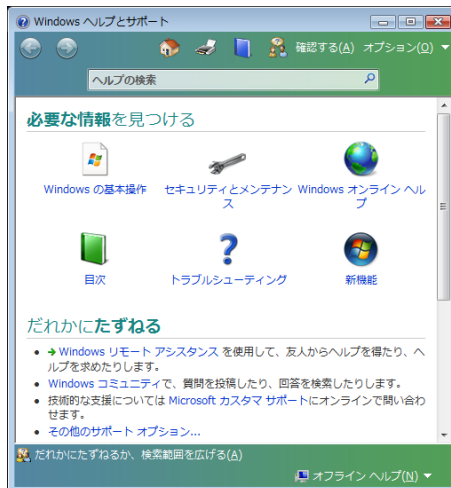 Windows ヘルプとサポート
確認する(A) オプション(O)
ヘルプの検索
必要な情報を見つける
Windows の基本操作
セキュリティとメンテナン
ス
Windows オンライン ヘル
プ
目次
トラブルシューティング
新機能
だれかにたずねる
Windows リモート アシスタンス を使用して、友人からヘルプを得たり、ヘ
ルプを求めたりします。
Windows コミュニティで、質問を投稿したり、回答を検索したりします。
技術的な支援については Microsoft カスタマ サポートにオンラインで問い合わ
せます。
その他のサポート オプション...
だれかにたずねるか、検索範囲を広げる(A)
オフライン ヘルプ(N)